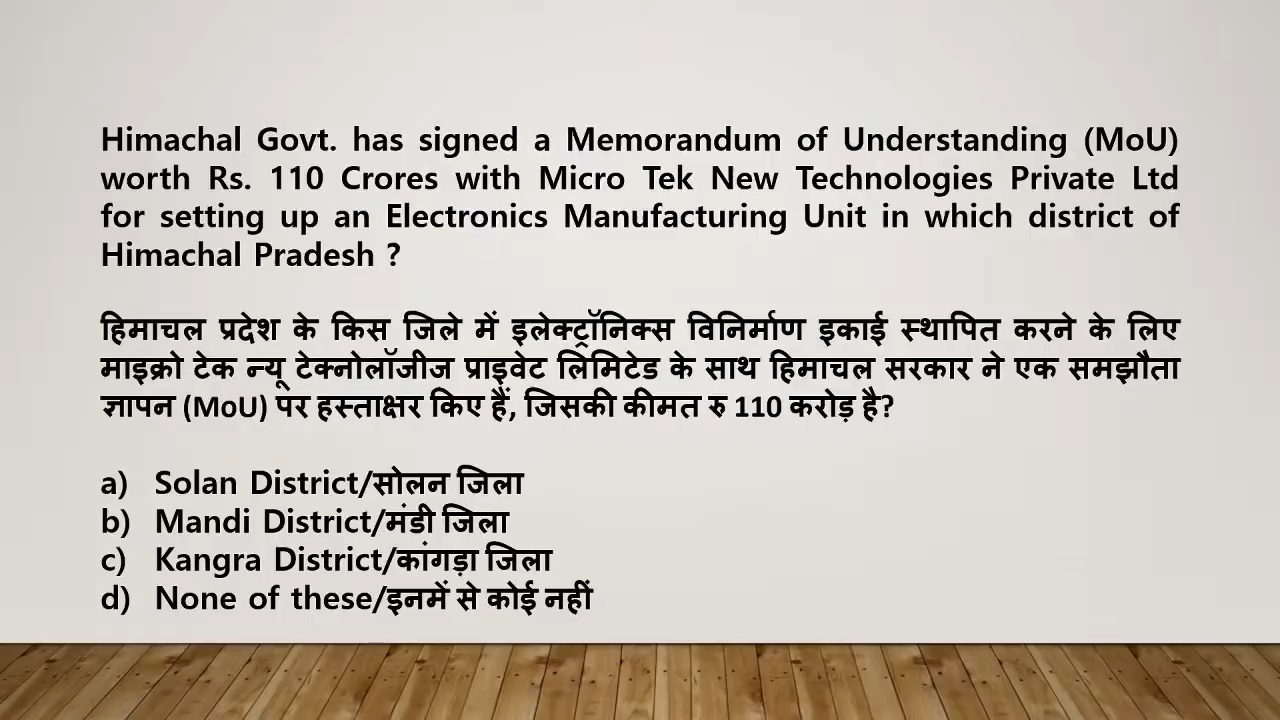 Himachal Govt. has signed a Memorandum of Understanding (MoU)
worth Rs. 110 Crores with Micro Tek New Technologies Private Ltd
for setting up an Electronics Manufacturing Unit in which district of
Himachal Pradesh ?
हिमाचल प्रदेश के किस जिले में इलेक्ट्रॉनिक्स विनिर्माण इकाई स्थापित करने के लिए
माइक्रो टेक न्यू टेक्नोलॉजीज प्राइवेट लिमिटेड के साथ हिमाचल सरकार ने एक समझौता
ज्ञापन (MoU) पर हस्ताक्षर किए हैं, जिसकी कीमत रु 110 करोड़ है?
a) Solan District/सोलन जिला
b) Mandi District/मंडी जिला
c) Kangra District/कांगड़ा जिला
d) None of these/इनमें से कोई नहीं